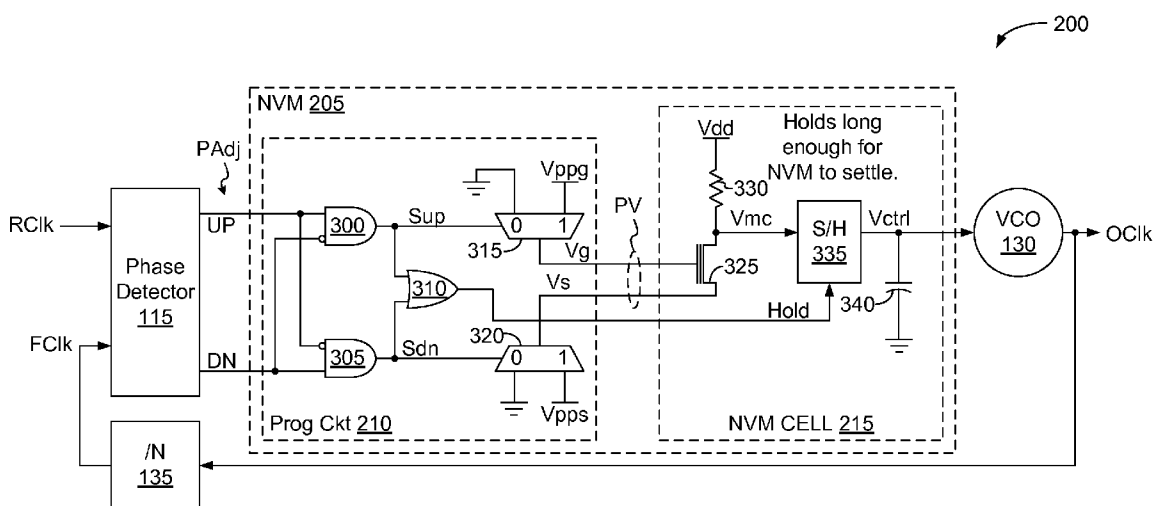 200
NVM 205
PAdj
Vdd
Holds long
enough for
NVM to settle.
Vppg
330
UP
300
Sup
0 1
PV
RClk
315
Vg
Vmc
S/H
335
Vctrl
VCO
130
OClk
Phase
Detector
115
310
Vs
325
Hold
340
FClk
DN
305
Sdn
320
0 1
Prog Ckt 210
Vpps
NVM CELL 215
/N
135